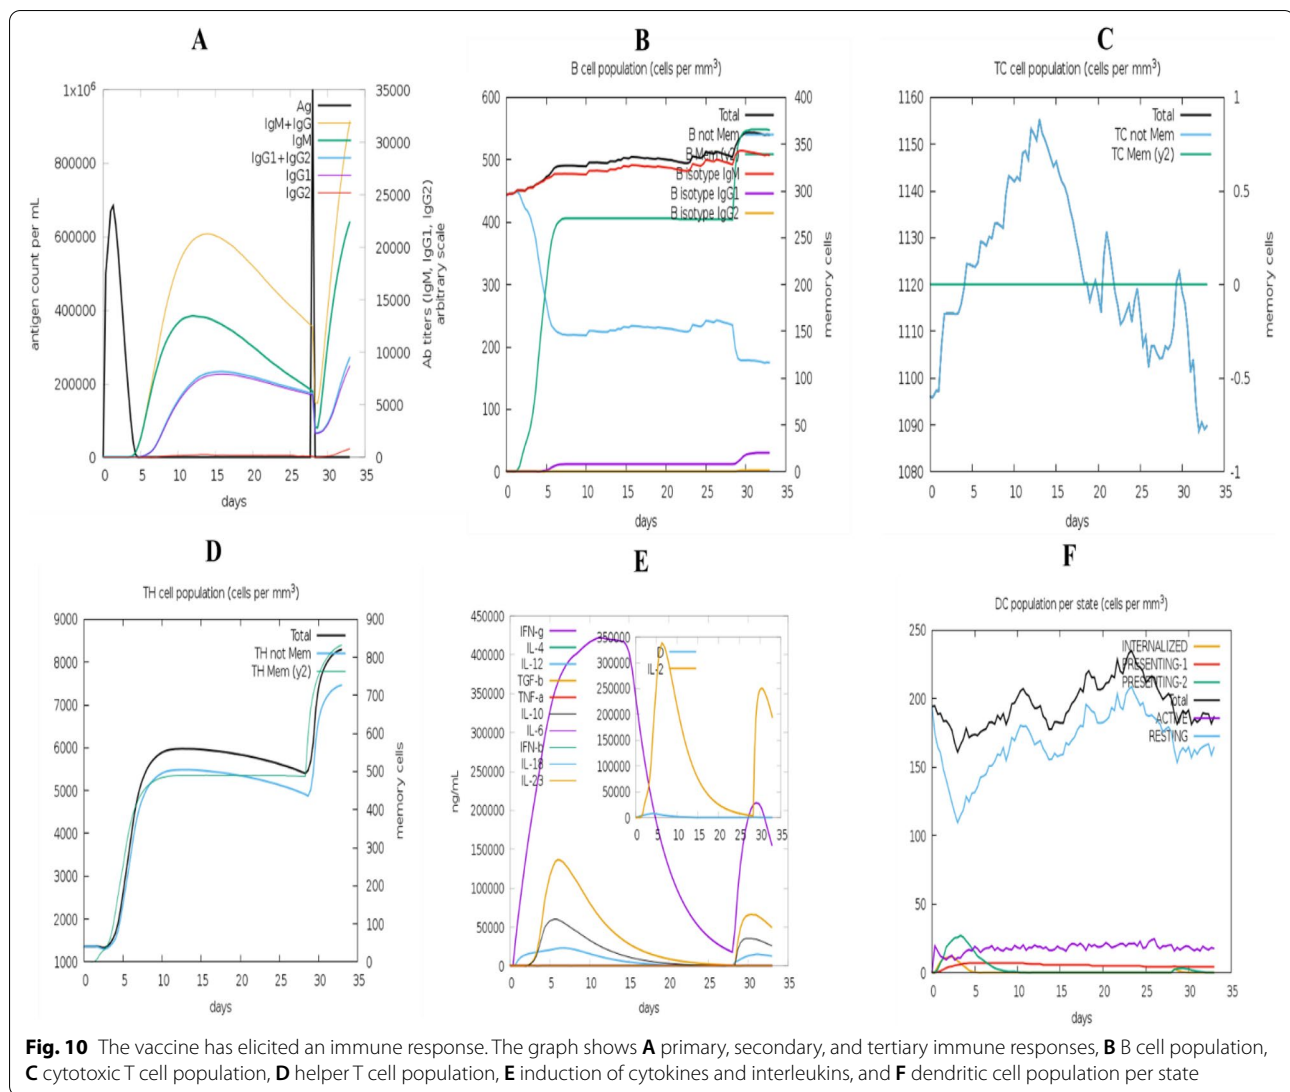 A
1x10⁶
800000
600000
400000
200000
0
antigen count per mL
Ag
IgM+IgG
IgM
IgG1+IgG2
IgG1
IgG2
35000
30000
25000
20000
15000
10000
5000
0
Ab titers (IgM, IgG1, IgG2)
arbitrary scale
0 5 10 15 20 25 30 35
days
B
B cell population (cells per mm³)
600
500
400
300
200
100
0
Total
B not Mem
B Mem (y2)
B isotype IgM
B isotype IgG1
B isotype IgG2
400
350
300
250
200
150
100
50
0
memory cells
0 5 10 15 20 25 30 35
days
C
TC cell population (cells per mm³)
1160
1150
1140
1130
1120
1110
1100
1090
1080
Total
TC not Mem
TC Mem (y2)
1
0.5
0
-0.5
-1
memory cells
0 5 10 15 20 25 30 35
days
D
TH cell population (cells per mm³)
9000
8000
7000
6000
5000
4000
3000
2000
1000
Total
TH not Mem
TH Mem (y2)
900
800
700
600
500
400
300
200
100
0
memory cells
0 5 10 15 20 25 30 35
days
E
450000
400000
350000
300000
250000
200000
150000
100000
50000
0
ng/mL
IFN-g
IL-4
IL-12
TGF-b
TNF-a
IL-10
IL-6
IFN-b
IL-18
IL-23
350000
300000
250000
200000
150000
100000
50000
0
D
IL-2
0 5 10 15 20 25 30 35
0 5 10 15 20 25 30 35
days
F
DC population per state (cells per mm³)
250
200
150
100
50
0
INTERNALIZED
PRESENTING-1
PRESENTING-2
Total
ACTIVE
RESTING
0 5 10 15 20 25 30 35
days
Fig. 10 The vaccine has elicited an immune response. The graph shows A primary, secondary, and tertiary immune responses, B B cell population,
C cytotoxic T cell population, D helper T cell population, E induction of cytokines and interleukins, and F dendritic cell population per state